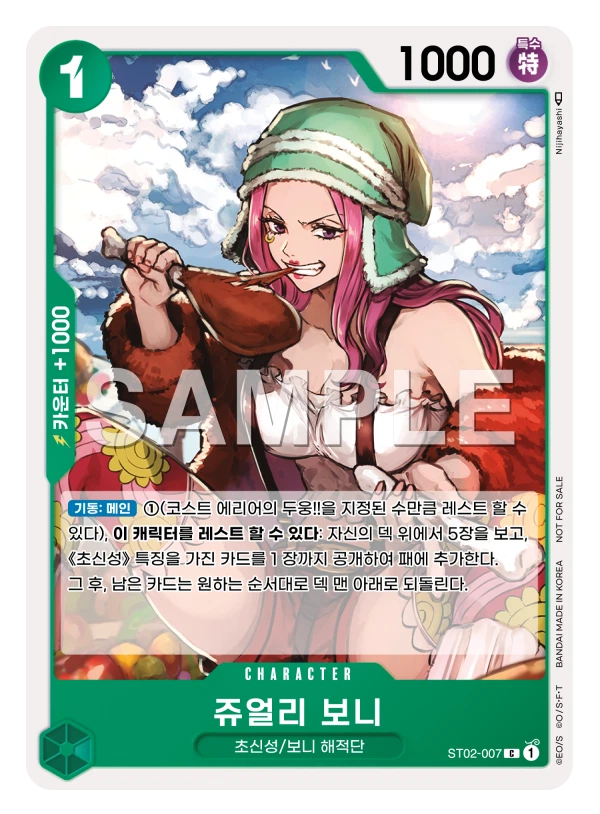 1
1000
특수
特
Nijihayashi
카운터 +1000
SAMPLE
기동: 메인 ①(코스트 에리어의 두웅!!을 지정된 수만큼 레스트 할 수
있다), 이 캐릭터를 레스트 할 수 있다: 자신의 덱 위에서 5장을 보고,
《초신성》 특징을 가진 카드를 1 장까지 공개하여 패에 추가한다.
그 후, 남은 카드는 원하는 순서대로 덱 맨 아래로 되돌린다.
CHARACTER
쥬얼리 보니
초신성/보니 해적단
ST02-007 C 1
©EO/S ©O/S·F·T BANDAI MADE IN KOREA NOT FOR SALE